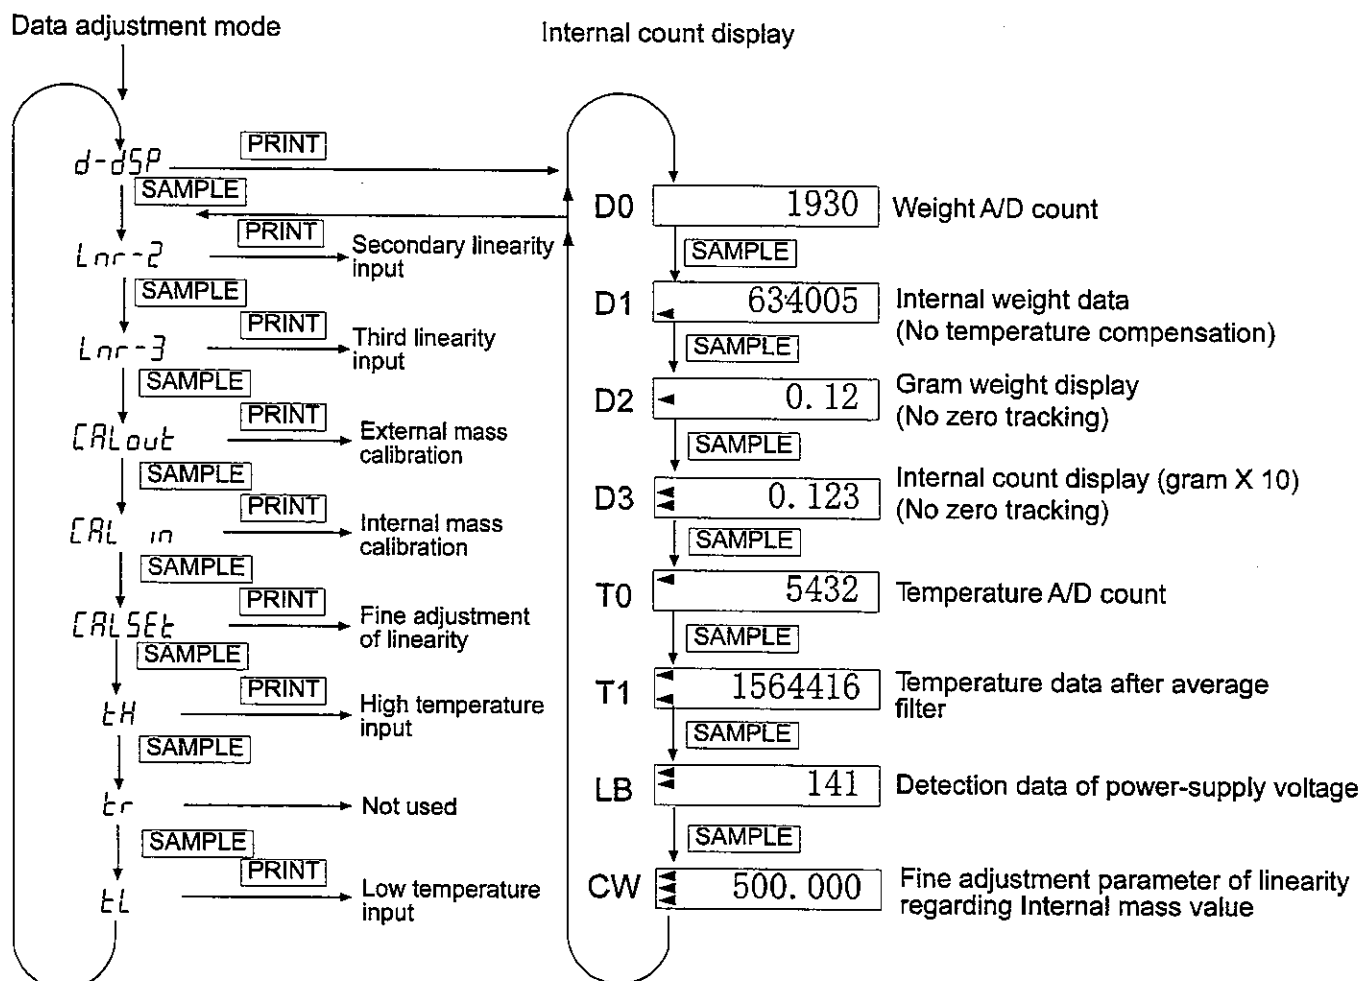 Data adjustment mode
Internal count display
d-dSP
PRINT
SAMPLE
PRINT
Lnr-2
Secondary linearity
input
SAMPLE
PRINT
Lnr-3
Third linearity
input
SAMPLE
PRINT
CALout
External mass
calibration
SAMPLE
PRINT
CAL in
Internal mass
calibration
SAMPLE
PRINT
CALSEt
Fine adjustment
of linearity
SAMPLE
PRINT
tH
High temperature
input
SAMPLE
tr
Not used
SAMPLE
PRINT
tL
Low temperature
input
D0 1930 Weight A/D count
SAMPLE
D1 634005 Internal weight data
(No temperature compensation)
SAMPLE
D2 0.12 Gram weight display
(No zero tracking)
SAMPLE
D3 0.123 Internal count display (gram X 10)
(No zero tracking)
SAMPLE
T0 5432 Temperature A/D count
SAMPLE
T1 1564416 Temperature data after average
filter
SAMPLE
LB 141 Detection data of power-supply voltage
SAMPLE
CW 500.000 Fine adjustment parameter of linearity
regarding Internal mass value